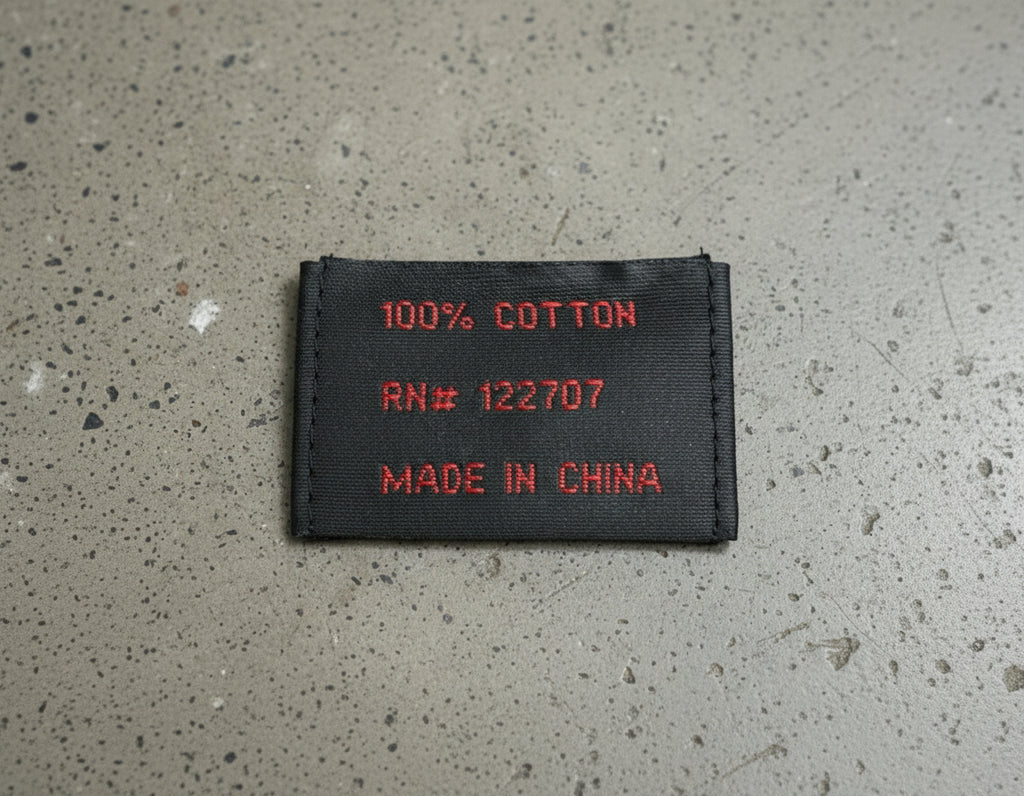 100% COTTON
RN# 122707
MADE IN CHINA